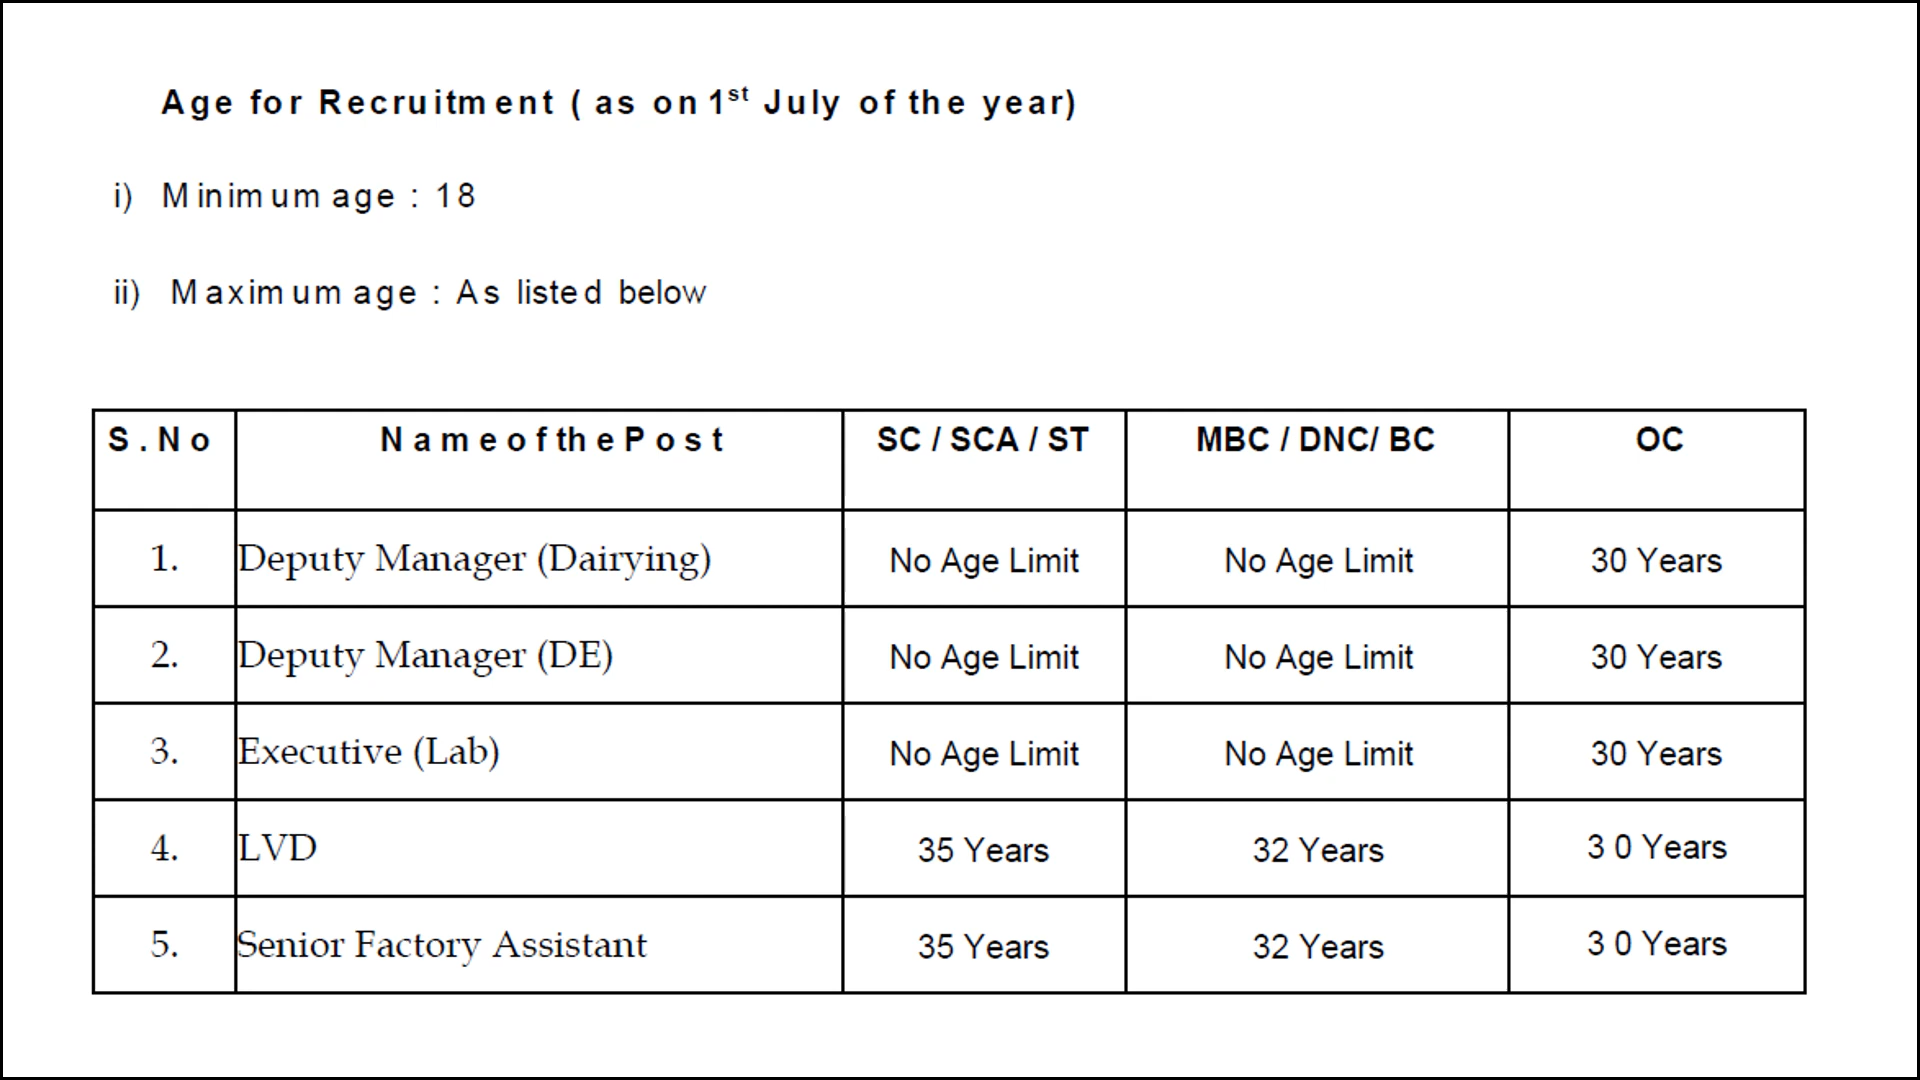 Age for Recruitment ( as on 1st July of the year)
i) Minimum age : 18
ii) Maximum age : As listed below
S.No Name of the Post SC / SCA / ST MBC / DNC/ BC OC
1. Deputy Manager (Dairying) No Age Limit No Age Limit 30 Years
2. Deputy Manager (DE) No Age Limit No Age Limit 30 Years
3. Executive (Lab) No Age Limit No Age Limit 30 Years
4. LVD 35 Years 32 Years 30 Years
5. Senior Factory Assistant 35 Years 32 Years 30 Years